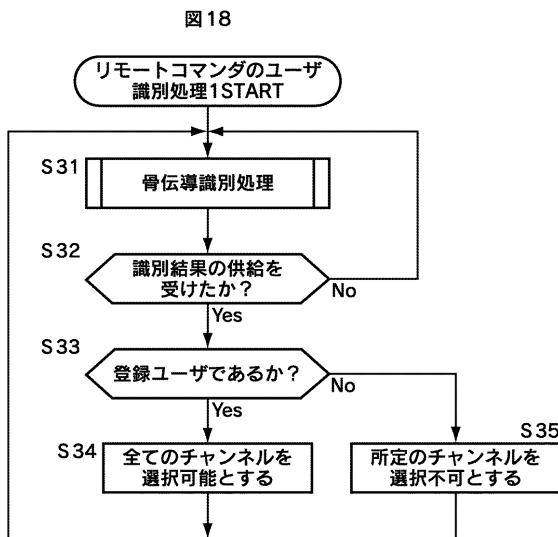 図18
リモートコマンダのユーザ
識別処理1START
S31
骨伝導識別処理
S32
識別結果の供給を
受けたか？
No
Yes
S33
登録ユーザであるか？
No
Yes
S34
全てのチャンネルを
選択可能とする
S35
所定のチャンネルを
選択不可とする